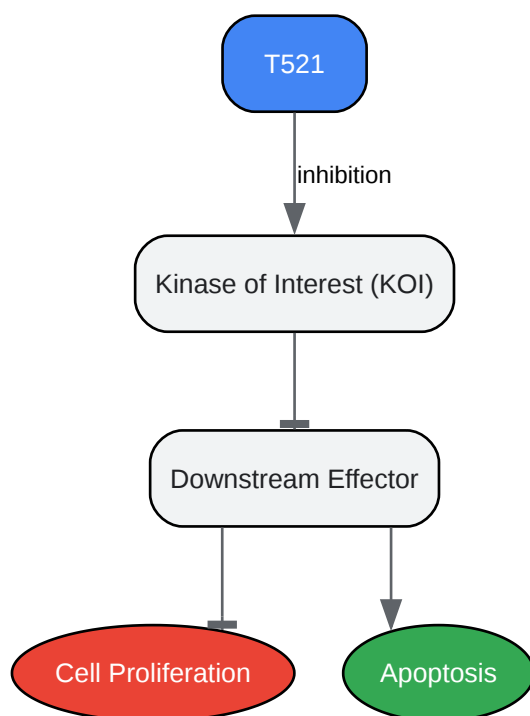 T521
inhibition
Kinase of Interest (KOI)
Downstream Effector
Cell Proliferation
Apoptosis